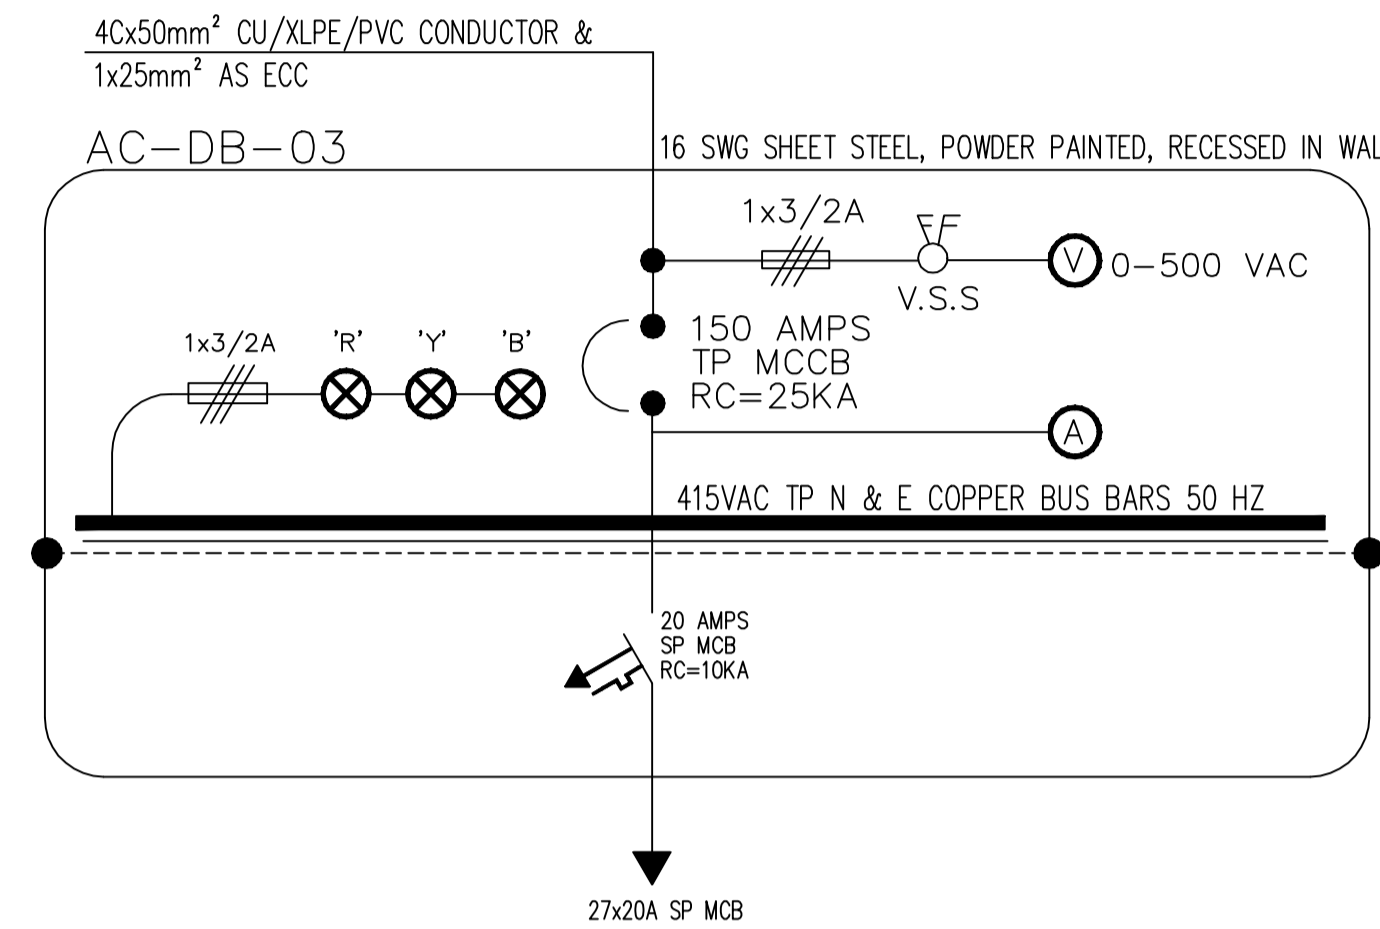 4Cx50mm² CU/XLPE/PVC CONDUCTOR &
1x25mm² AS ECC
AC-DB-03
16 SWG SHEET STEEL, POWDER PAINTED, RECESSED IN
1x3/2A
V
0-500 VAC
V.S.S
150 AMPS
TP MCCB
RC=25KA
1x3/2A
'R' 'Y' 'B'
A
415VAC TP N & E COPPER BUS BARS 50 HZ
20 AMPS
SP MCB
RC=10KA
27x20A SP MCB